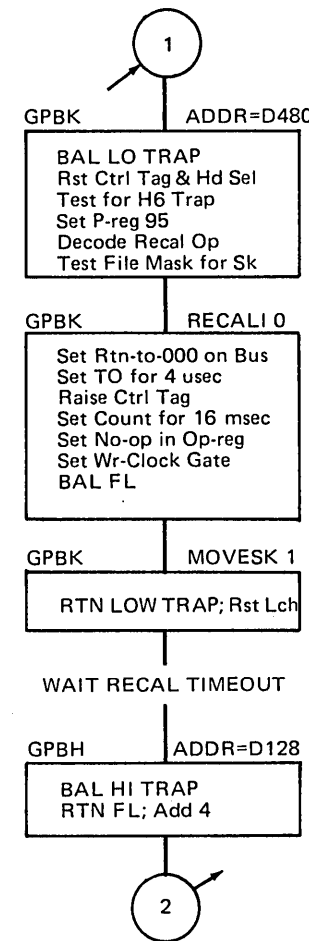 1
GPBK ADDR=D480
BAL LO TRAP
Rst Ctrl Tag & Hd Sel
Test for H6 Trap
Set P-reg 95
Decode Recal Op
Test File Mask for Sk
GPBK RECALI 0
Set Rtn-to-000 on Bus
Set TO for 4 usec
Raise Ctrl Tag
Set Count for 16 msec
Set No-op in Op-reg
Set Wr-Clock Gate
BAL FL
GPBK MOVESK 1
RTN LOW TRAP; Rst Lch
WAIT RECAL TIMEOUT
GPBH ADDR=D128
BAL HI TRAP
RTN FL; Add 4
2